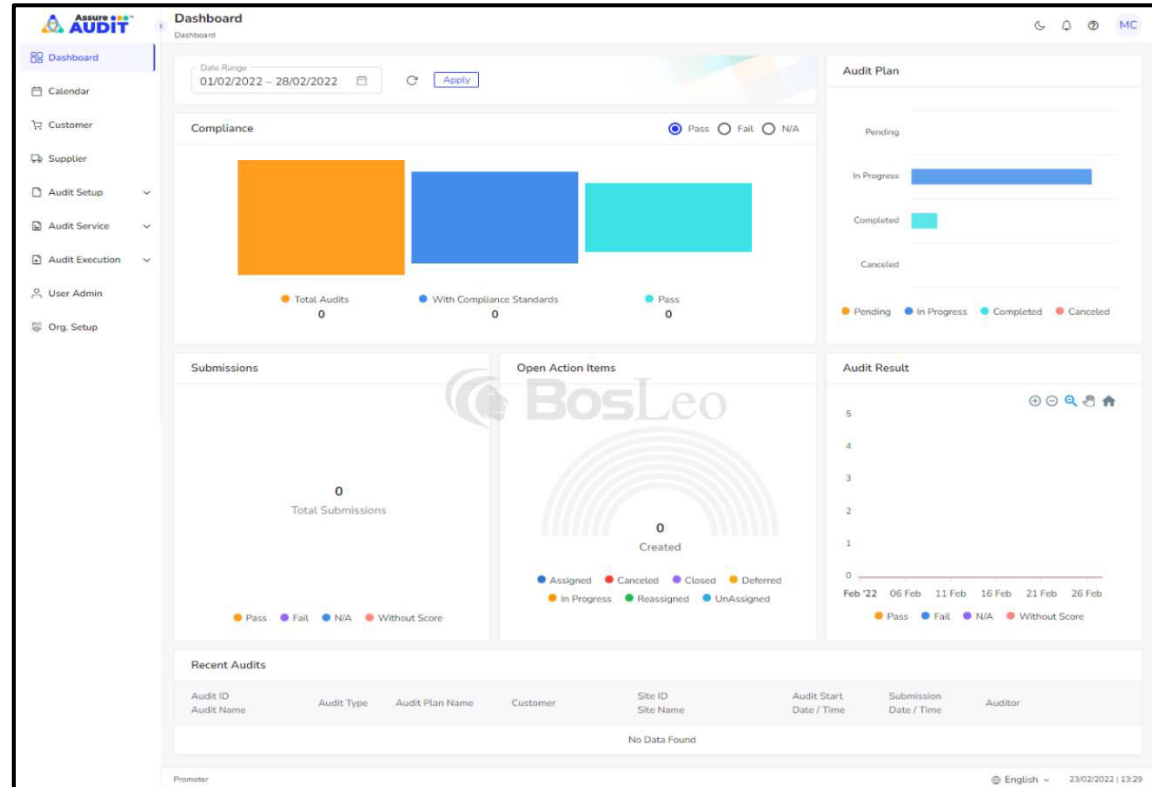 Assure
AUDIT
Dashboard
Calendar
Customer
Supplier
Audit Setup
Audit Service
Audit Execution
User Admin
Org. Setup
Dashboard
Dashboard
MC
Date Range
01/02/2022 – 28/02/2022
Apply
Compliance
Pass Fail N/A
Total Audits With Compliance Standards Pass
0 0 0
Audit Plan
Pending
In Progress
Completed
Canceled
Pending In Progress Completed Canceled
Submissions
0
Total Submissions
Pass Fail N/A Without Score
Open Action Items
0
Created
Assigned Canceled Closed Deferred
In Progress Reassigned UnAssigned
BosLeo
Audit Result
5
4
3
2
1
0
Feb '22 06 Feb 11 Feb 16 Feb 21 Feb 26 Feb
Pass Fail N/A Without Score
Recent Audits
Audit ID
Audit Name
Audit Type
Audit Plan Name
Customer
Site ID
Site Name
Audit Start
Date / Time
Submission
Date / Time
Auditor
No Data Found
Promoter
English
23/02/2022 | 13:29